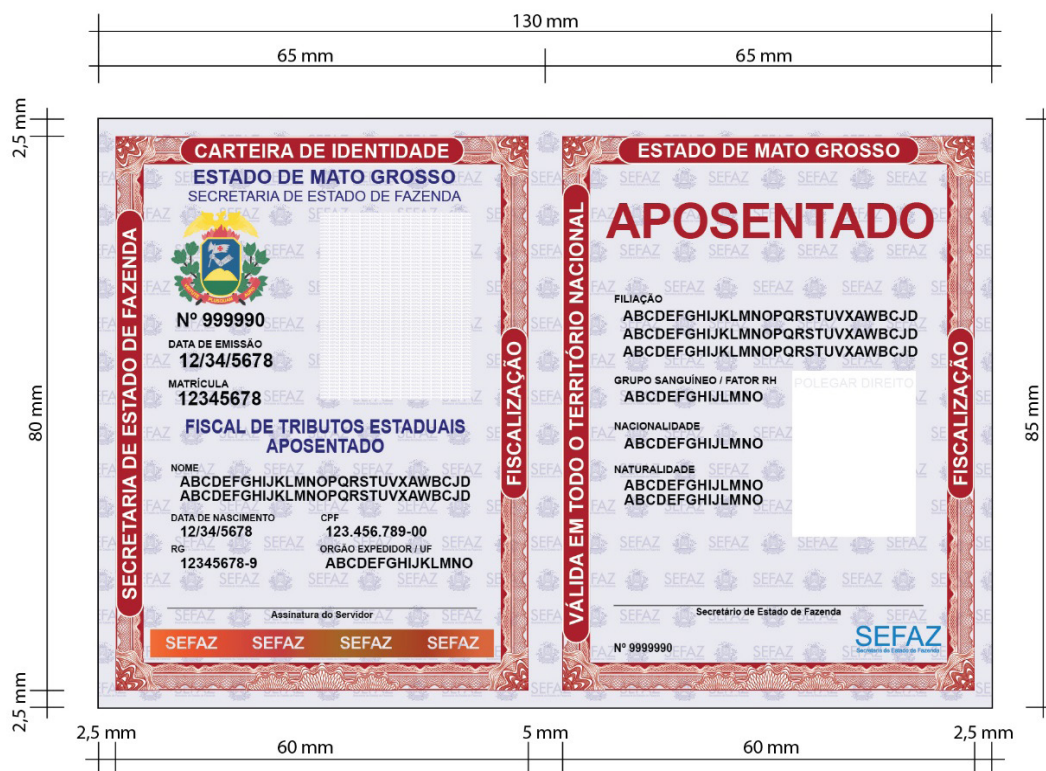 130 mm
65 mm
65 mm
2,5 mm
80 mm
2,5 mm
85 mm
CARTEIRA DE IDENTIDADE
ESTADO DE MATO GROSSO
SECRETARIA DE ESTADO DE FAZENDA
SECRETARIA DE ESTADO DE FAZENDA
FISCALIZAÇÃO
Nº 999990
DATA DE EMISSÃO
12/34/5678
MATRÍCULA
12345678
FISCAL DE TRIBUTOS ESTADUAIS
APOSENTADO
NOME
ABCDEFGHIJKLMNOPQRSTUVXAWBCJD
ABCDEFGHIJKLMNOPQRSTUVXAWBCJD
DATA DE NASCIMENTO CPF
12/34/5678 123.456.789-00
RG ORGÃO EXPEDIDOR / UF
12345678-9 ABCDEFGHIJKLMNO
Assinatura do Servidor
SEFAZ SEFAZ SEFAZ SEFAZ
ESTADO DE MATO GROSSO
VÁLIDA EM TODO O TERRITÓRIO NACIONAL
FISCALIZAÇÃO
APOSENTADO
FILIAÇÃO
ABCDEFGHIJKLMNOPQRSTUVXAWBCJD
ABCDEFGHIJKLMNOPQRSTUVXAWBCJD
ABCDEFGHIJKLMNOPQRSTUVXAWBCJD
GRUPO SANGUÍNEO / FATOR RH
ABCDEFGHIJLMNO
POLEGAR DIREITO
NACIONALIDADE
ABCDEFGHIJLMNO
NATURALIDADE
ABCDEFGHIJLMNO
ABCDEFGHIJLMNO
Secretário de Estado de Fazenda
Nº 9999990
SEFAZ
Secretaria de Estado de Fazenda
2,5 mm
60 mm
5 mm
60 mm
2,5 mm